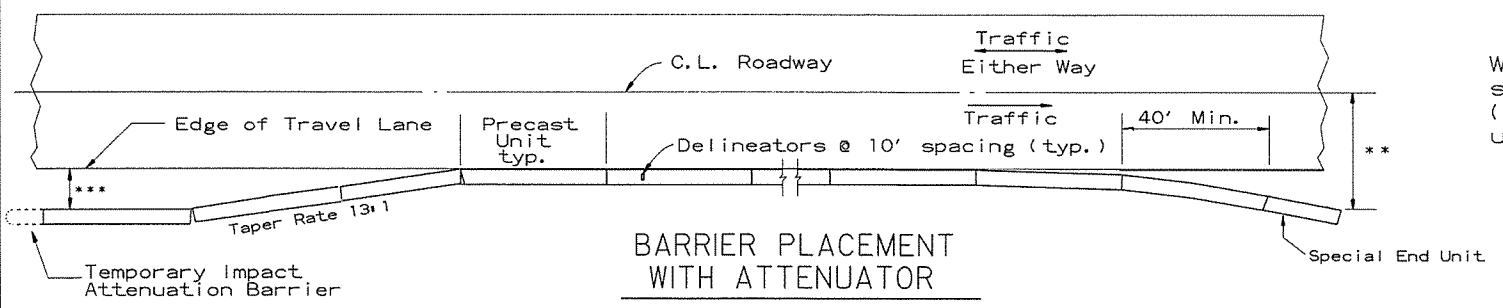 Traffic
Either Way
C.L. Roadway
Traffic
40' Min.
**
Edge of Travel Lane
Precast
Unit
typ.
Delineators @ 10' spacing (typ.)
***
Taper Rate 13:1
Special End Unit
Temporary Impact
Attenuation Barrier
BARRIER PLACEMENT
WITH ATTENUATOR
W
s
(
u